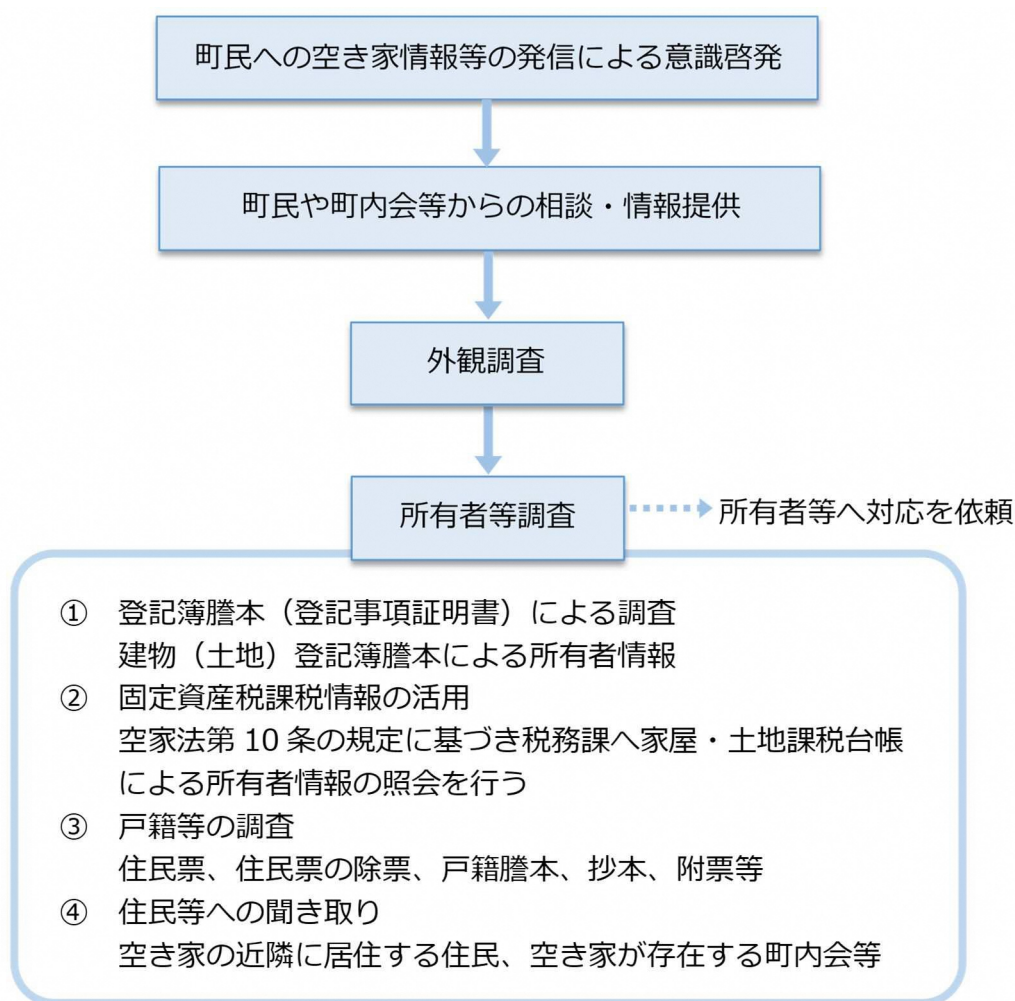 町民への空き家情報等の発信による意識啓発
町民や町内会等からの相談・情報提供
外観調査
所有者等調査
所有者等へ対応を依頼
① 登記簿謄本（登記事項証明書）による調査
建物（土地）登記簿謄本による所有者情報
② 固定資産税課税情報の活用
空家法第 10 条の規定に基づき税務課へ家屋・土地課税台帳
による所有者情報の照会を行う
③ 戸籍等の調査
住民票、住民票の除票、戸籍謄本、抄本、附票等
④ 住民等への聞き取り
空き家の近隣に居住する住民、空き家が存在する町内会等